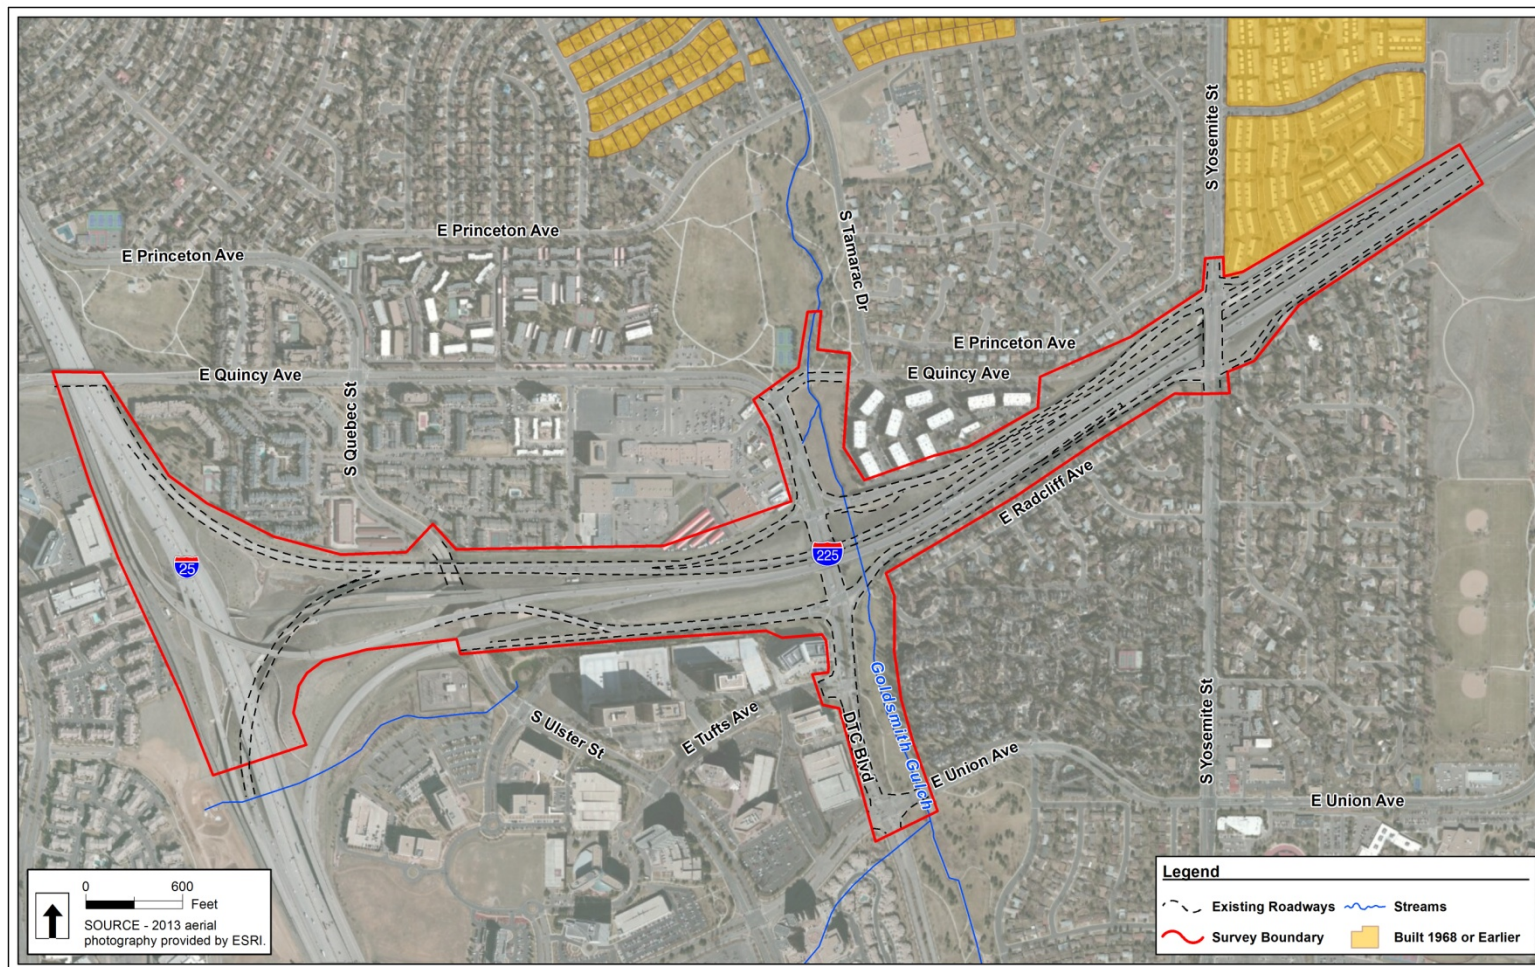 S Yosemite St
S Tamarac Dr
E Princeton Ave
E Princeton Ave
E Princeton Ave
E Quincy Ave
E Quincy Ave
S Quebec St
E Radcliff Ave
25
225
Goldsmith Gulch
S Ulster St
E Tufts Ave
DTC Blvd
E Union Ave
S Yosemite St
E Union Ave
0 600
Feet
SOURCE - 2013 aerial
photography provided by ESRI.
Legend
Existing Roadways
Streams
Survey Boundary
Built 1968 or Earlier